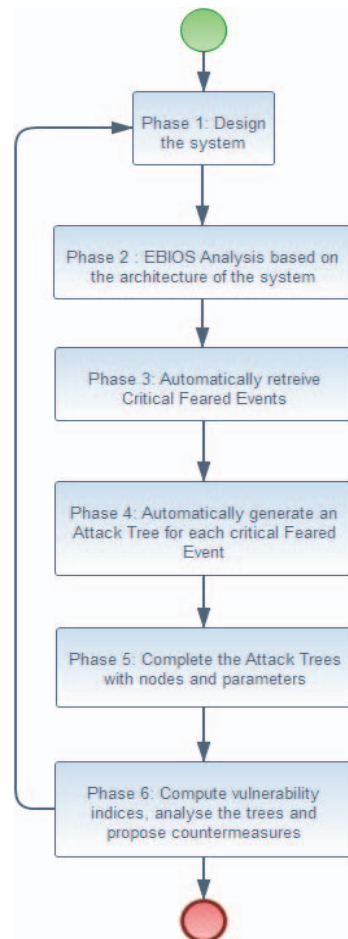 Phase 1: Design
the system
Phase 2 : EBIOS Analysis based on
the architecture of the system
Phase 3: Automatically retreive
Critical Feared Events
Phase 4: Automatically generate an
Attack Tree for each critical Feared
Event
Phase 5: Complete the Attack Trees
with nodes and parameters
Phase 6: Compute vulnerability
indices, analyse the trees and
propose countermeasures